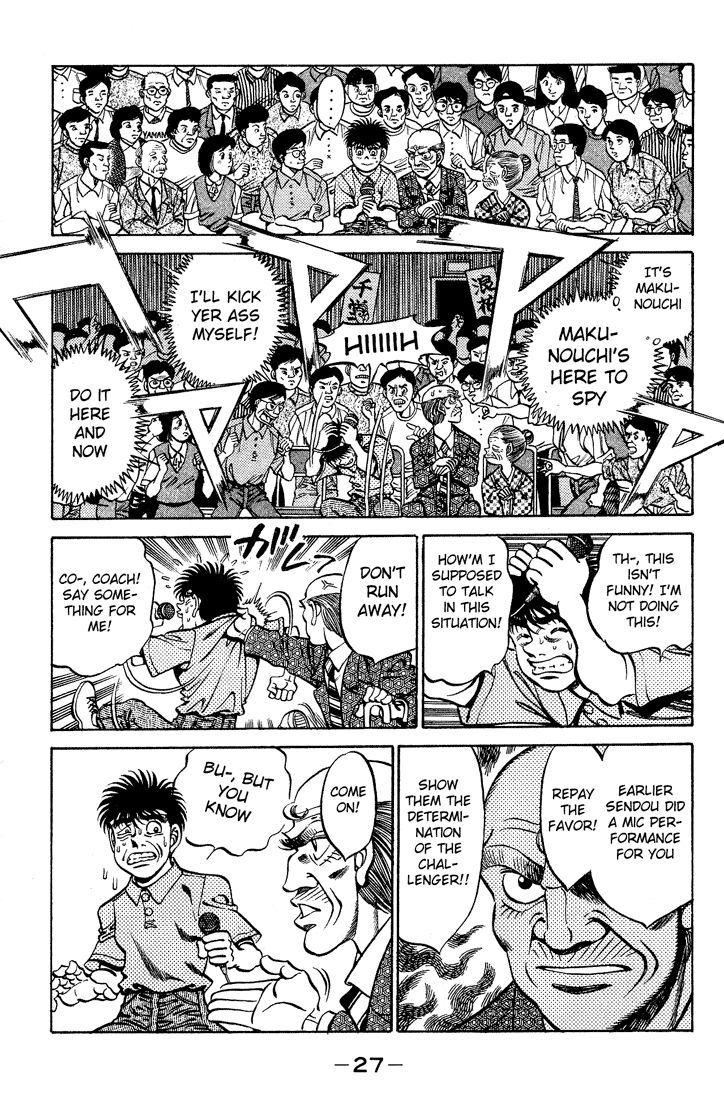 ...
YAMAH
IT'S
MAKU-
NOUCHI
MAKU-
NOUCHI'S
HERE TO
SPY
HIIIIIH
I'LL KICK
YER ASS
MYSELF!
DO IT
HERE
AND
NOW
TH-, THIS
ISN'T
FUNNY! I'M
NOT DOING
THIS!
HOW'M I
SUPPOSED
TO TALK
IN THIS
SITUATION!
DON'T
RUN
AWAY!
ガシ
CO-, COACH!
SAY SOME-
THING FOR
ME!
EARLIER
SENDOU DID
A MIC PER-
FORMANCE
FOR YOU
REPAY
THE
FAVOR!
SHOW
THEM THE
DETERMI-
NATION
OF THE
CHAL-
LENGER!!
COME
ON!
BU-, BUT
YOU
KNOW
-27-